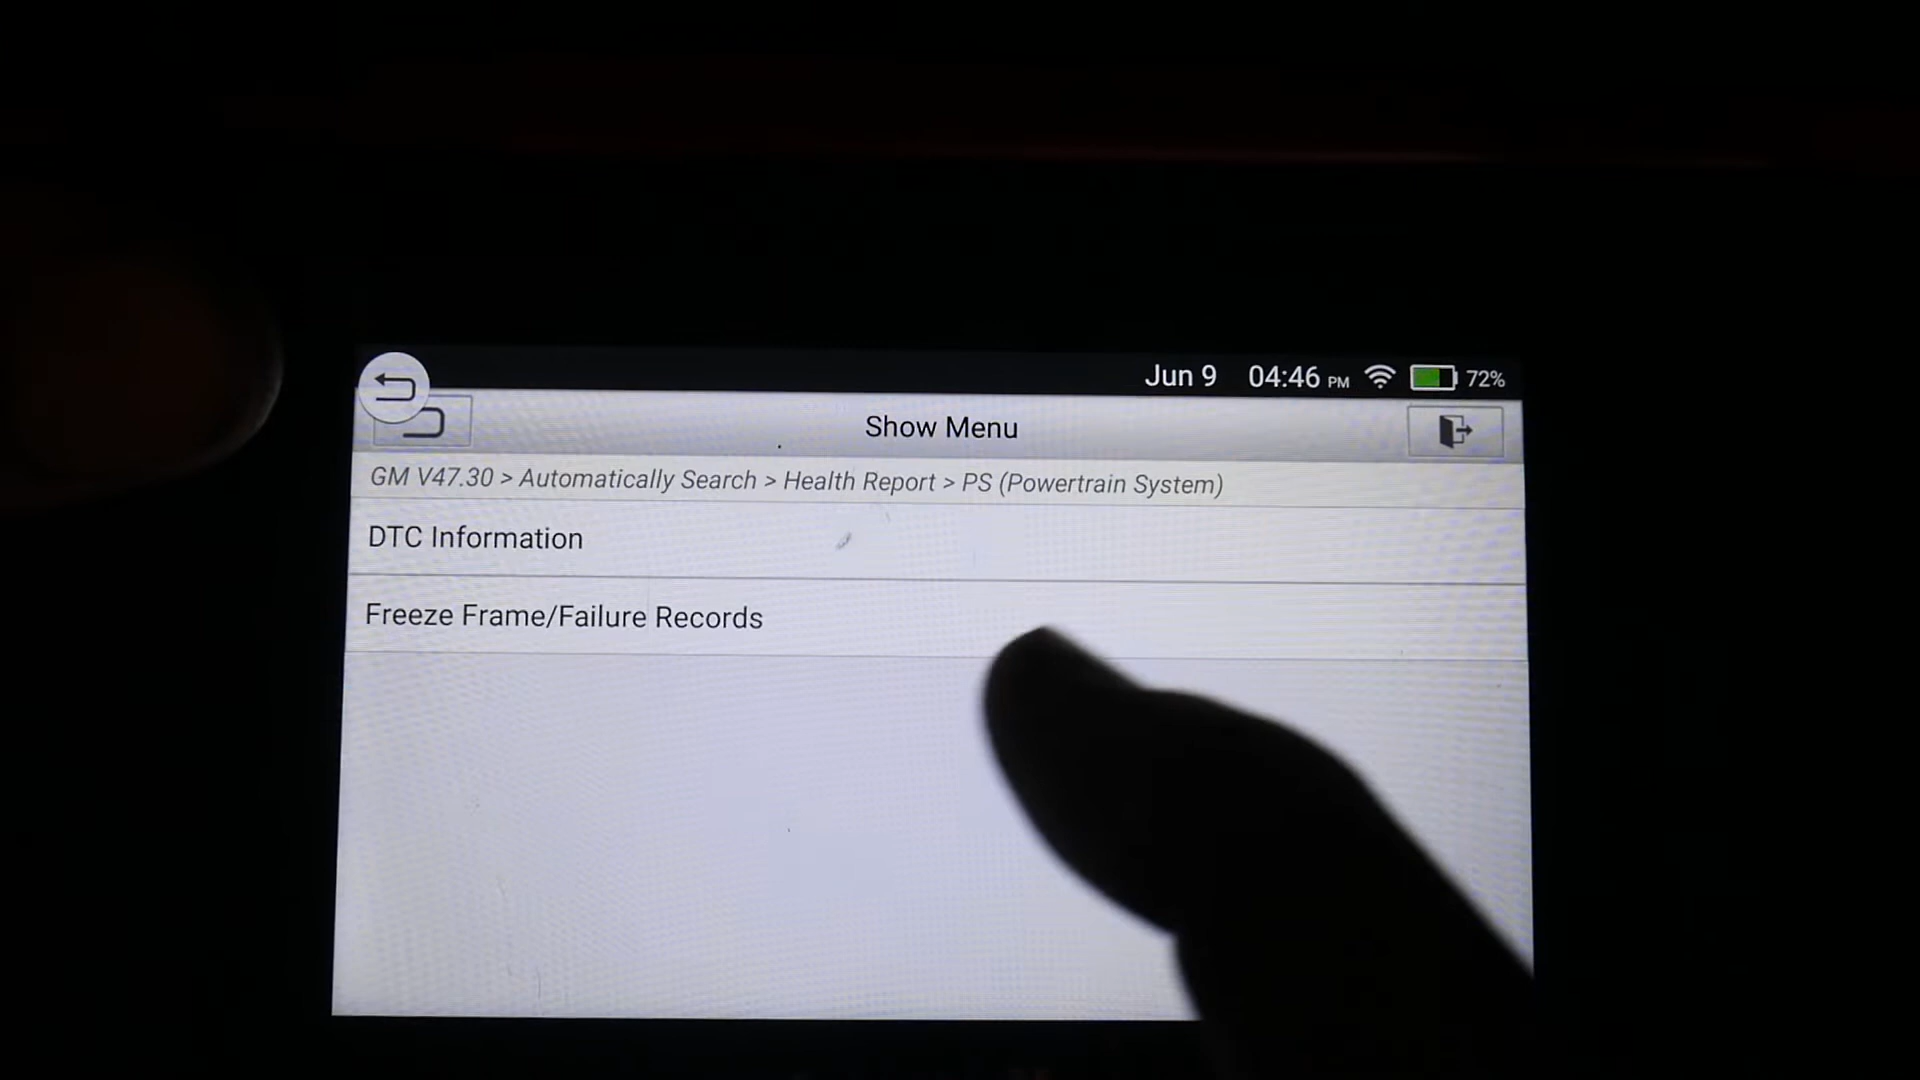 Jun 9 04:46 PM 72%
Show Menu
GM V47.30 > Automatically Search > Health Report > PS (Powertrain System)
DTC Information
Freeze Frame/Failure Records